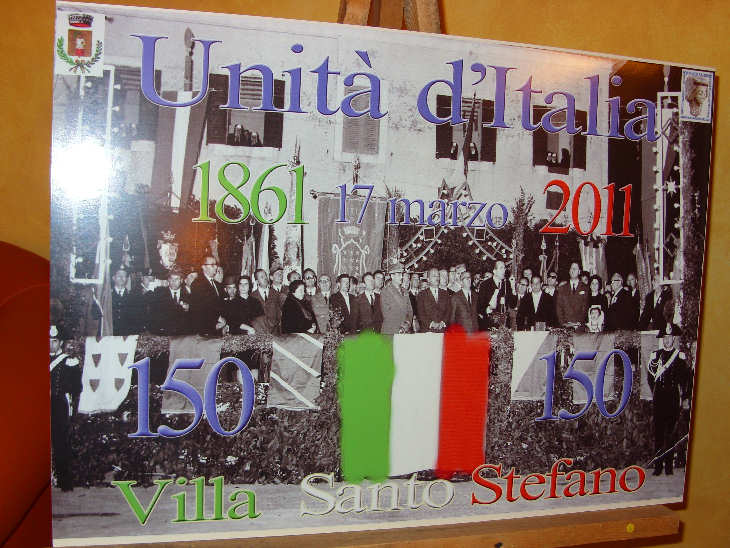 Unità d'Italia
1861 17 marzo 2011
150 150
Villa Santo Stefano